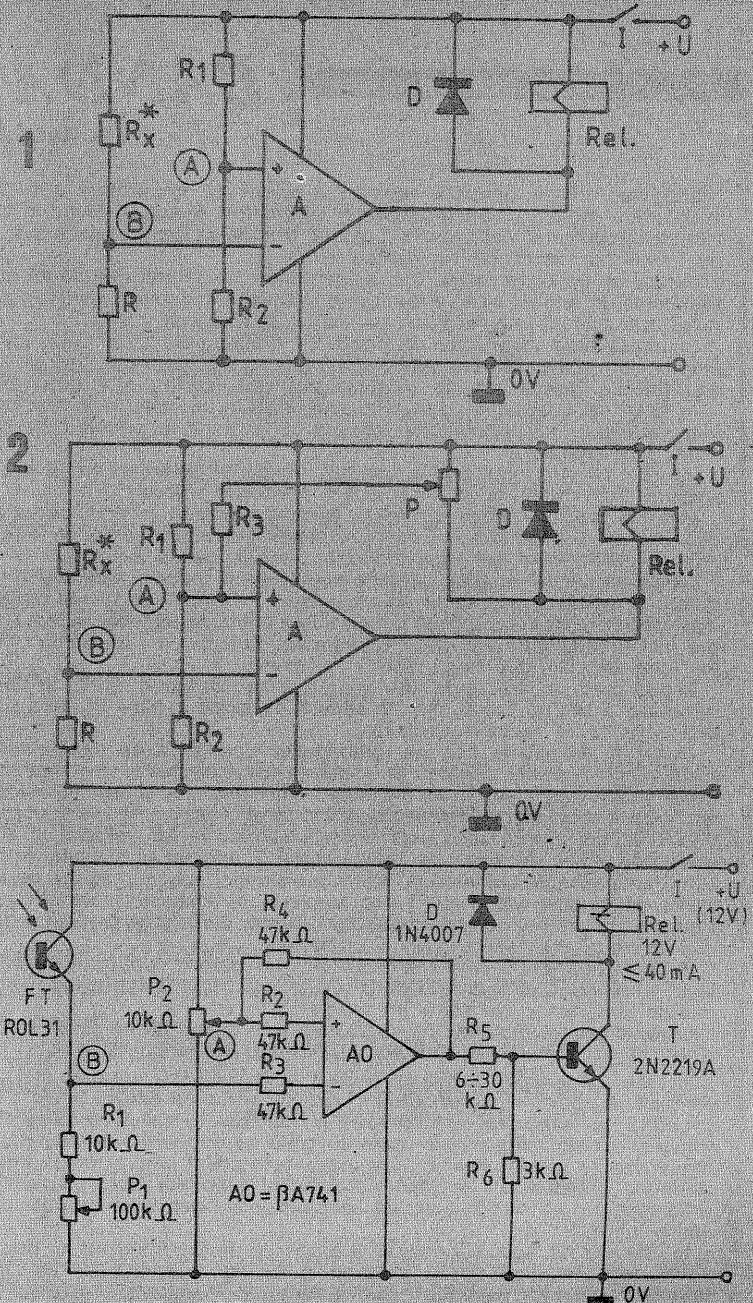 1
R1
I
+U
D
Rx*
Rel.
A
+
A
B
-
R
R2
0V
2
I
+U
R3
P
D
Rx*
R1
Rel.
A
+
A
B
-
R
R2
0V
I
+U
(12V)
R4
47kΩ
D
1N4007
Rel.
12V
≤40mA
FT
ROL31
P2
10kΩ
R2
47kΩ
A
+
AO
R5
6÷30
kΩ
T
2N2219A
B
R3
47kΩ
-
R1
10kΩ
R6
3kΩ
P1
100kΩ
AO = βA741
0V